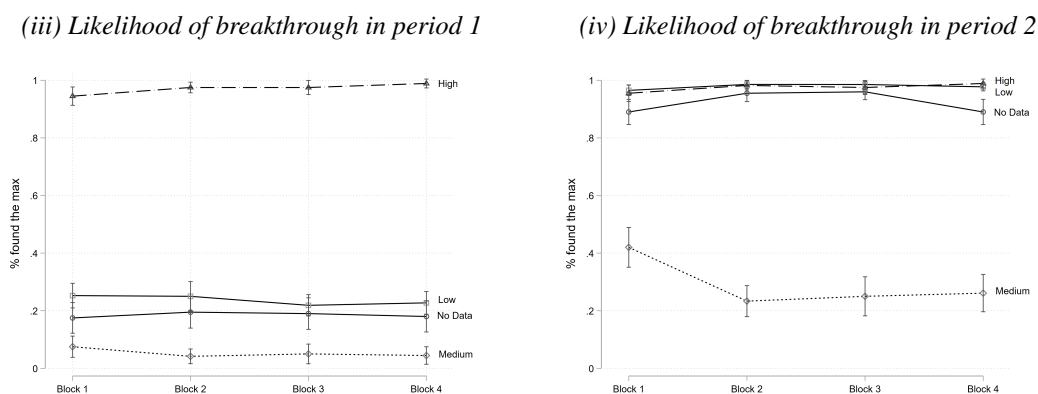 (iii) Likelihood of breakthrough in period 1
(iv) Likelihood of breakthrough in period 2
% found the max
1
.8
.6
.4
.2
0
High
Low
No Data
Medium
Block 1
Block 2
Block 3
Block 4
% found the max
1
.8
.6
.4
.2
0
High
Low
No Data
Medium
Block 1
Block 2
Block 3
Block 4